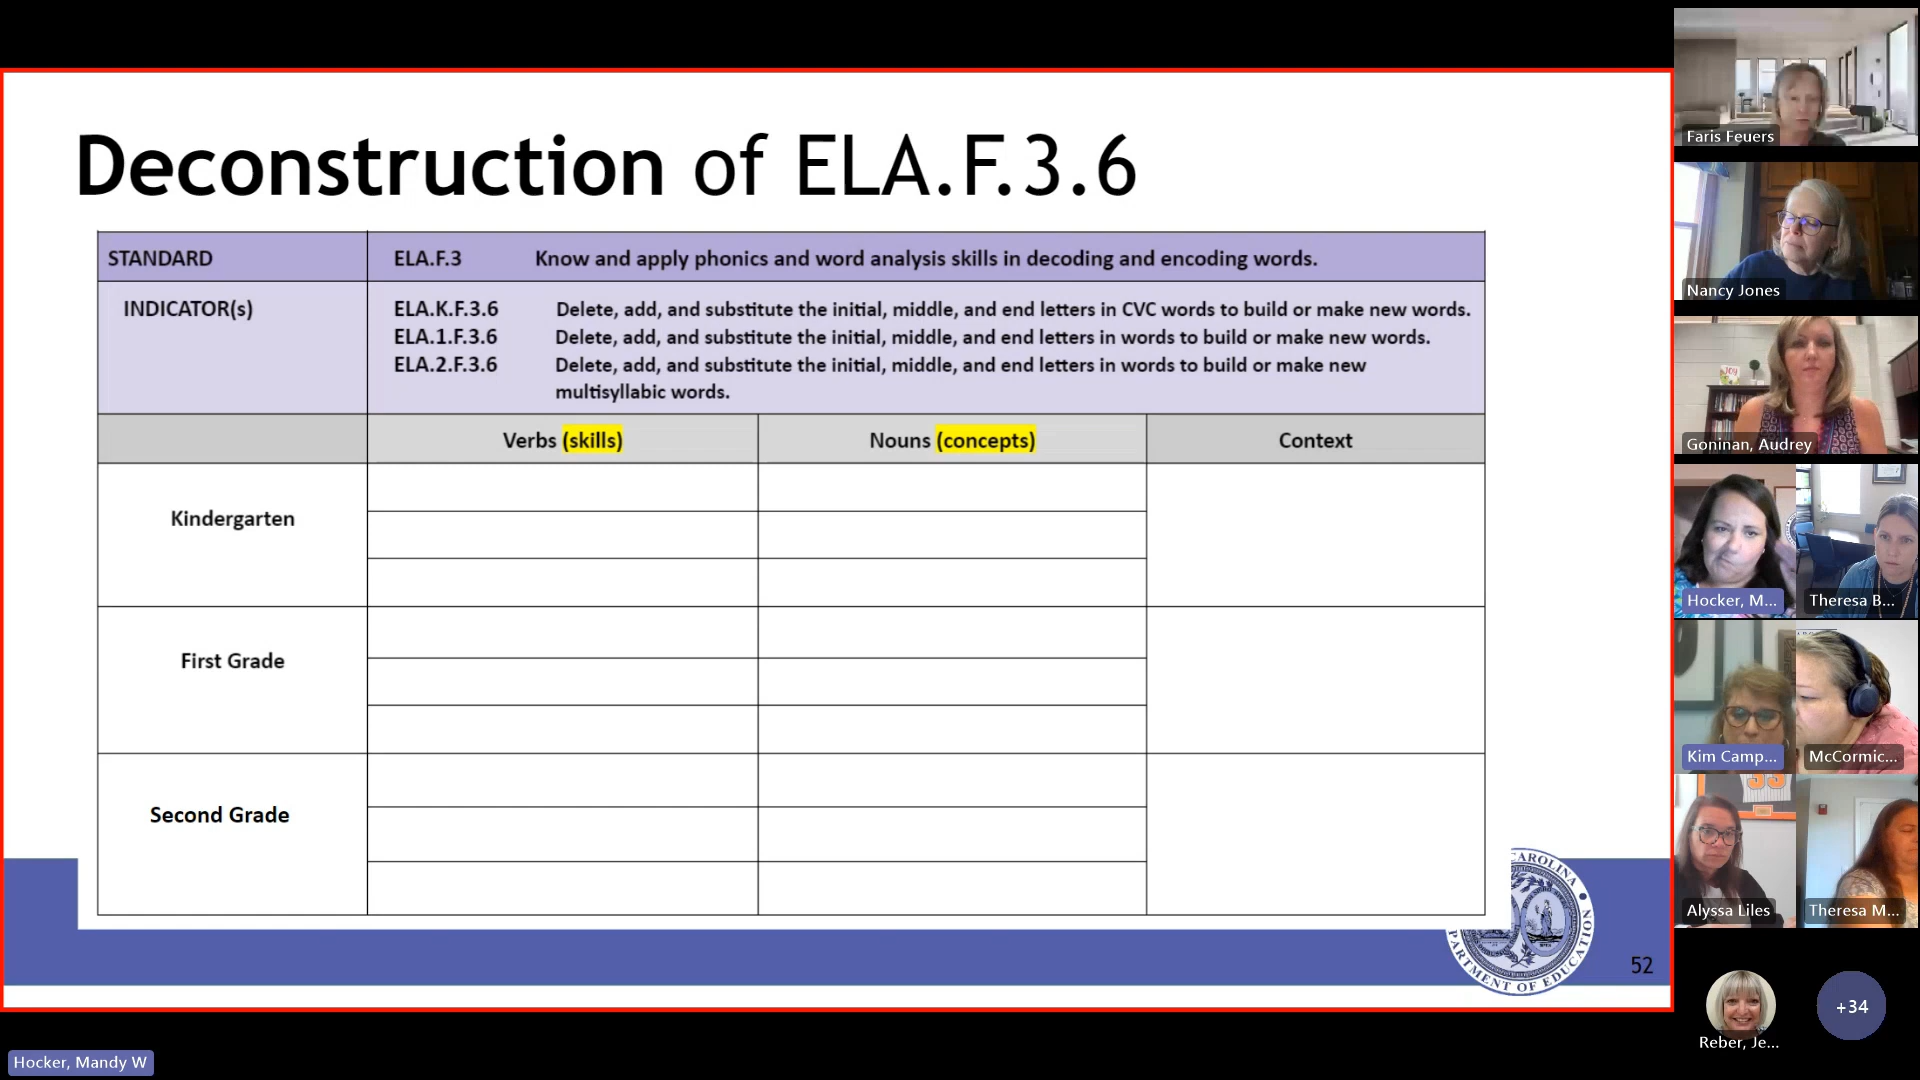 Deconstruction of ELA.F.3.6
STANDARD ELA.F.3 Know and apply phonics and word analysis skills in decoding and encoding words.
INDICATOR(s) ELA.K.F.3.6 Delete, add, and substitute the initial, middle, and end letters in CVC words to build or make new words.
ELA.1.F.3.6 Delete, add, and substitute the initial, middle, and end letters in words to build or make new words.
ELA.2.F.3.6 Delete, add, and substitute the initial, middle, and end letters in words to build or make new
multisyllabic words.
Verbs (skills) Nouns (concepts) Context
Kindergarten
First Grade
Second Grade
CAROLINA
PARTMENT OF EDUCATION
52
Hocker, Mandy W
Faris Feuers
Nancy Jones
JOY
Goninan, Audrey
Hocker, M... Theresa B...
Kim Camp... McCormic...
33
Alyssa Liles Theresa M...
Reber, Je... +34